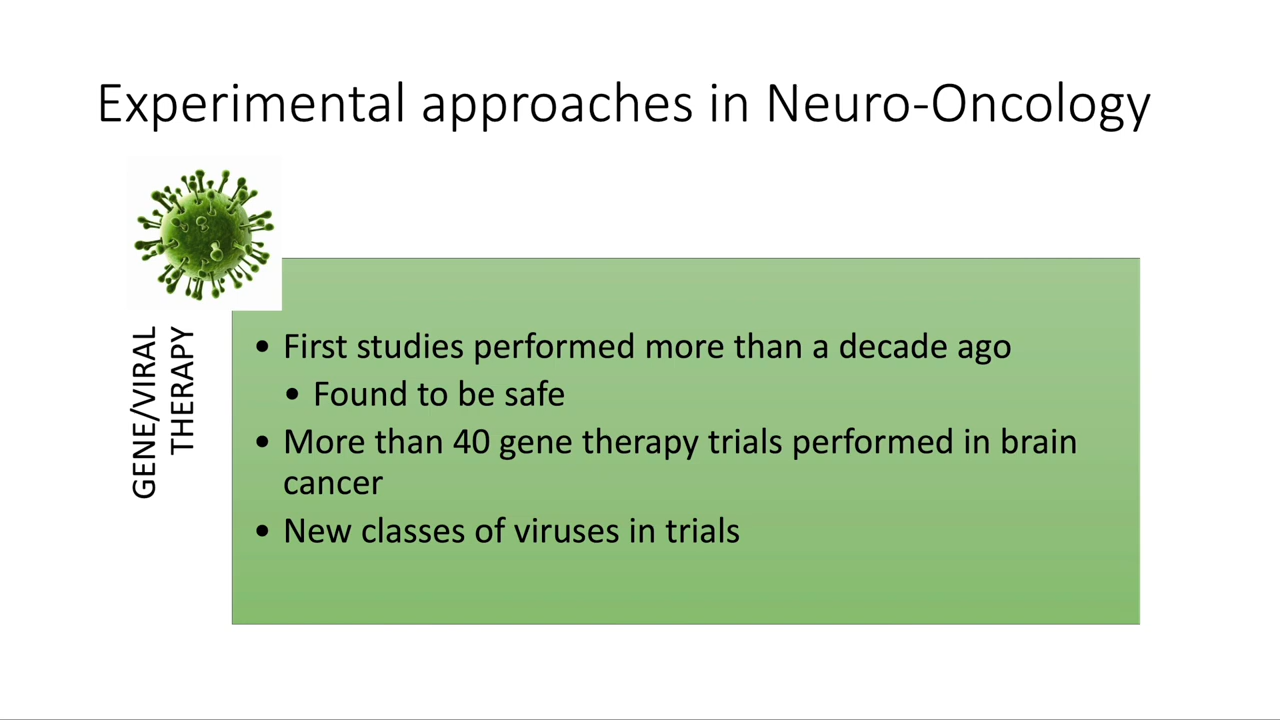 Experimental approaches in Neuro-Oncology
GENE/VIRAL
THERAPY
• First studies performed more than a decade ago
• Found to be safe
• More than 40 gene therapy trials performed in brain
cancer
• New classes of viruses in trials